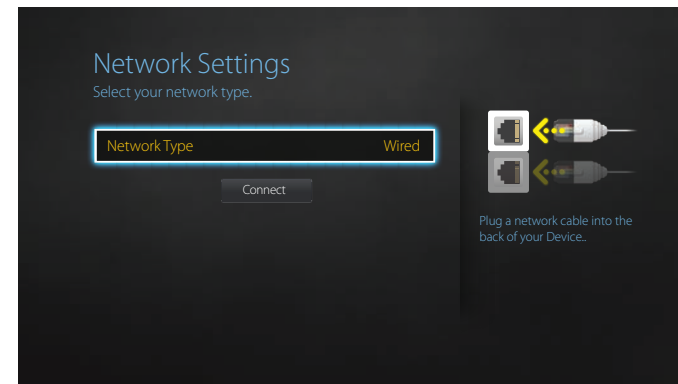 Network Settings
Select your network type.
Network Type Wired
Connect
Plug a network cable into the
back of your Device..